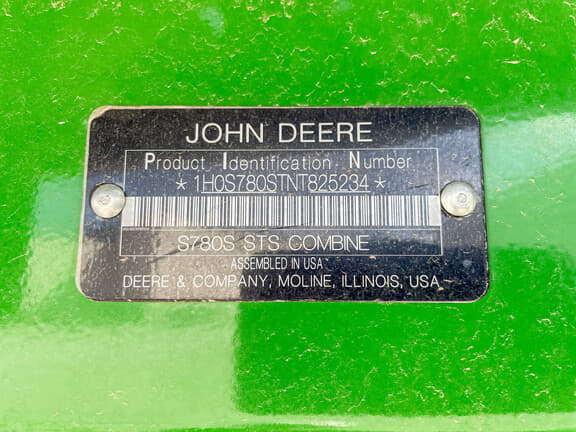 JOHN DEERE
Product Identification Number
*1H0S780STNT825234*
S780S STS COMBINE
ASSEMBLED IN USA
DEERE & COMPANY, MOLINE, ILLINOIS, USA